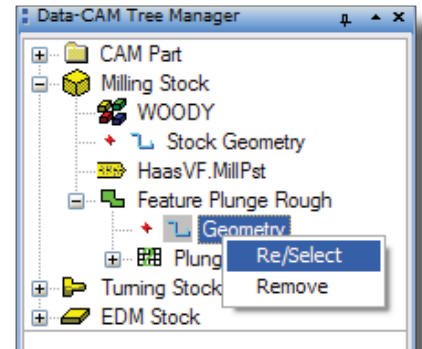 Data-CAM Tree Manager
CAM Part
Milling Stock
WOODY
Stock Geometry
HaasVF.MillPst
Feature Plunge Rough
Geometry
Re/Select
Plung
Remove
Turning Stock
EDM Stock